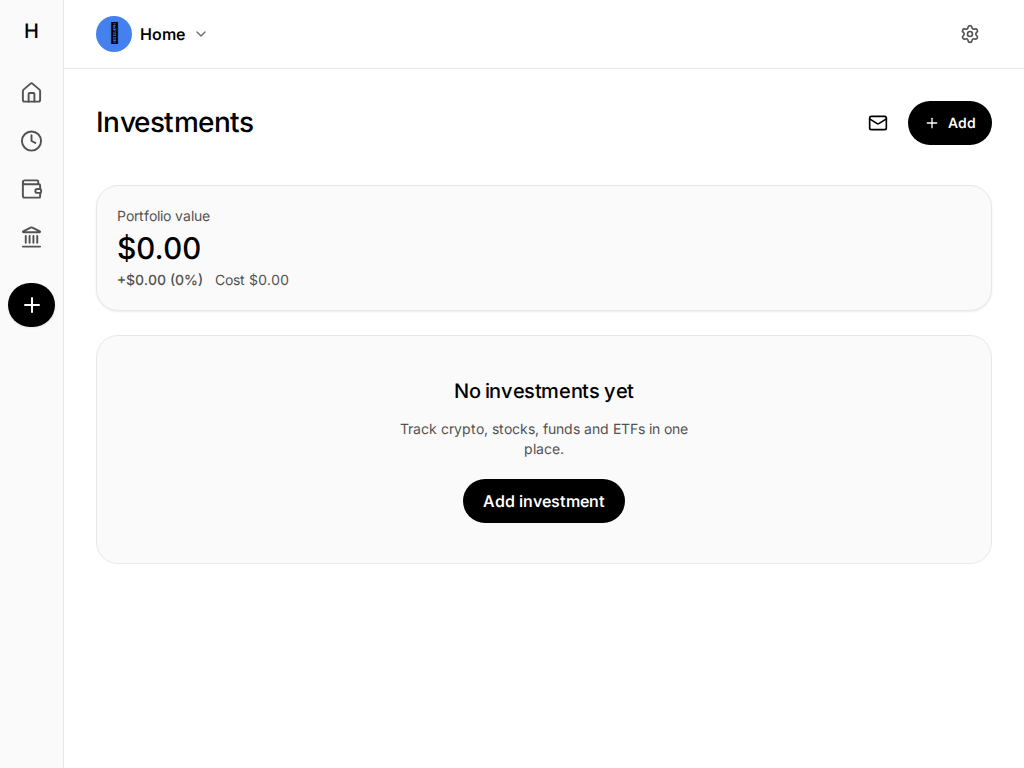 H
Home
Investments
Add
Portfolio value
$0.00
+$0.00 (0%) Cost $0.00
No investments yet
Track crypto, stocks, funds and ETFs in one
place.
Add investment